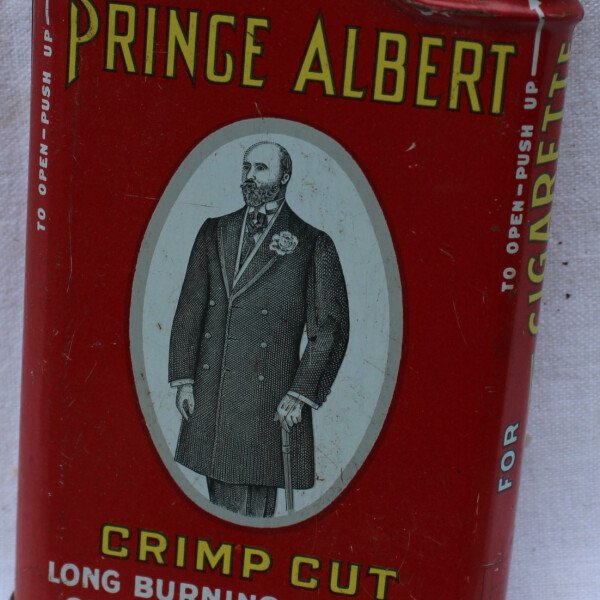 PRINCE ALBERT
CRIMP CUT
LONG BURNING
TO OPEN-PUSH UP
TO OPEN-PUSH UP
FOR CIGARETTE